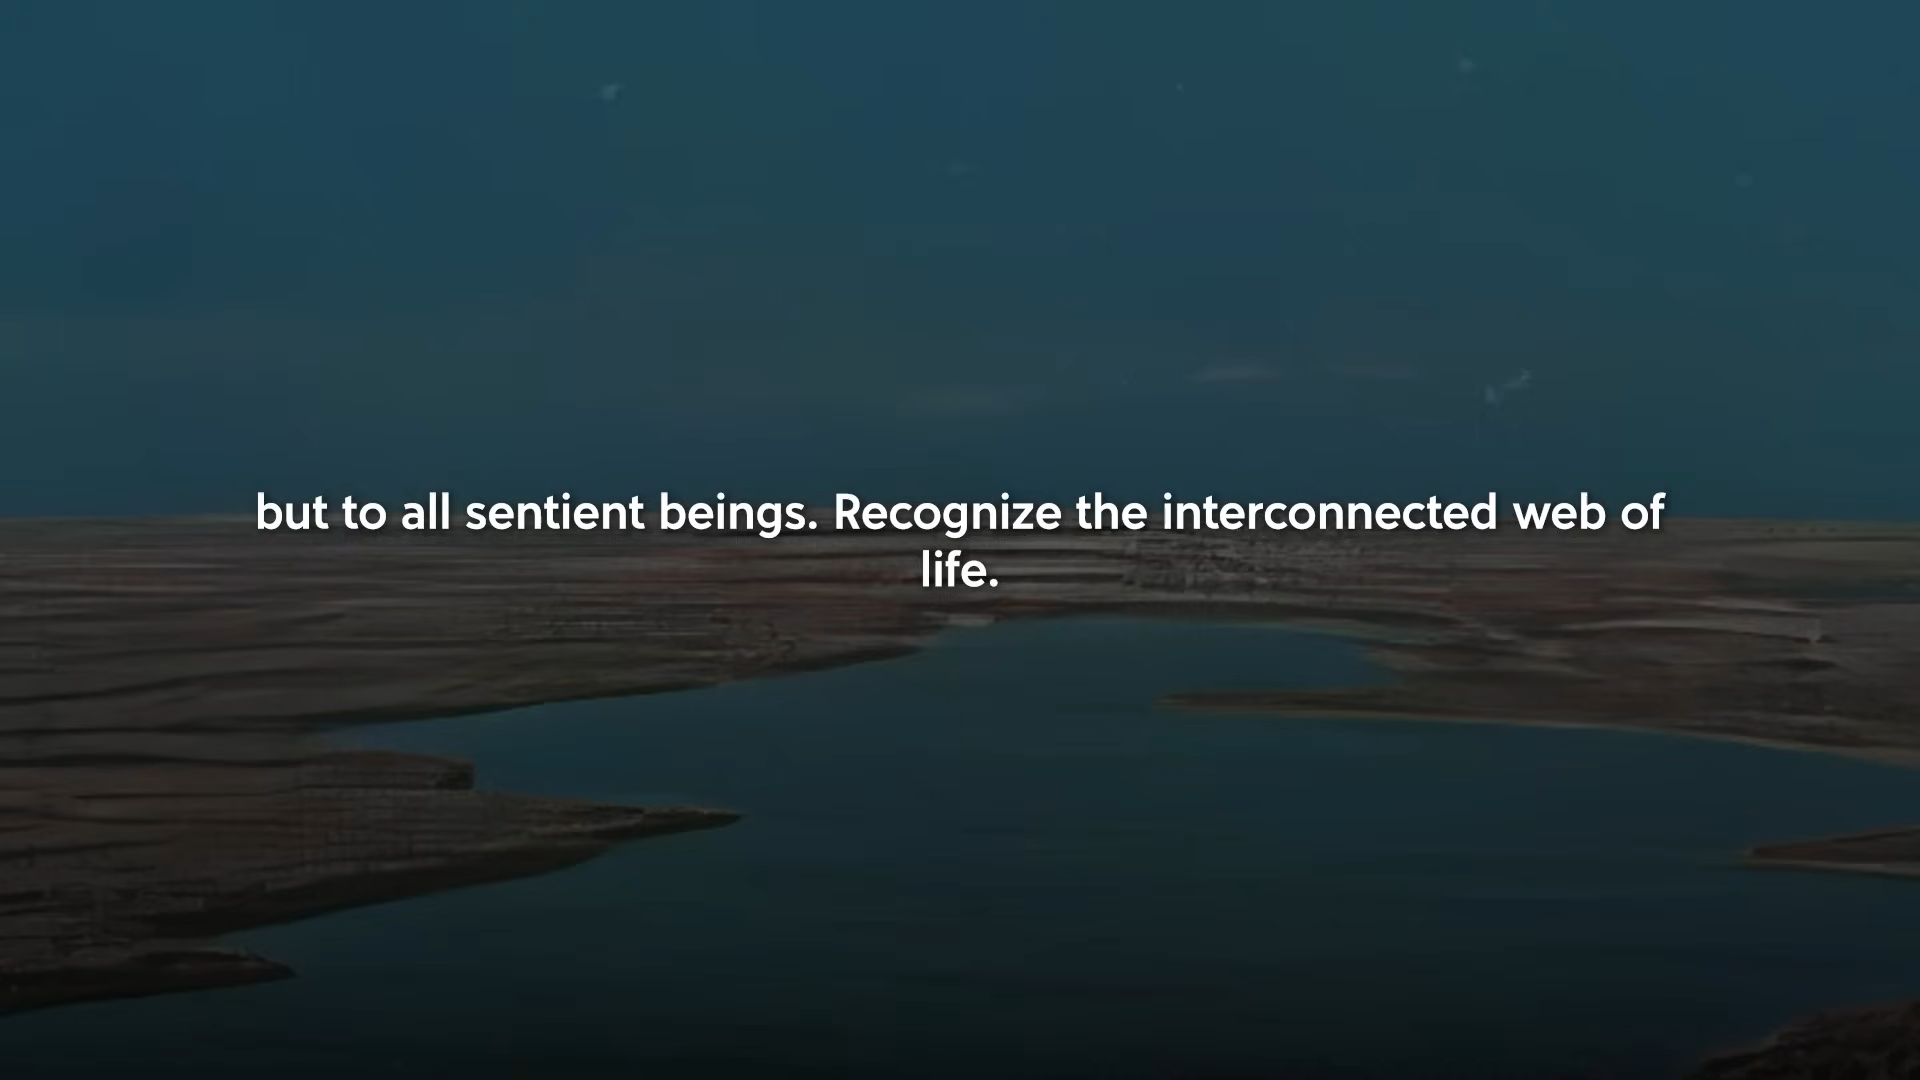 but to all sentient beings. Recognize the interconnected web of
life.